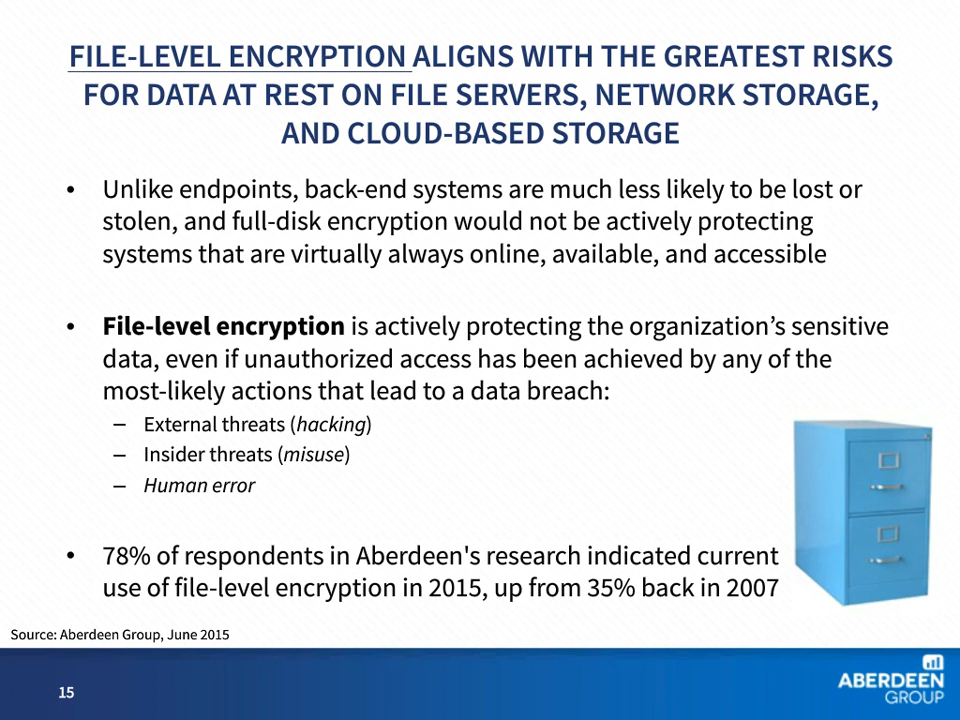 FILE-LEVEL ENCRYPTION ALIGNS WITH THE GREATEST RISKS
FOR DATA AT REST ON FILE SERVERS, NETWORK STORAGE,
AND CLOUD-BASED STORAGE
• Unlike endpoints, back-end systems are much less likely to be lost or
stolen, and full-disk encryption would not be actively protecting
systems that are virtually always online, available, and accessible
• File-level encryption is actively protecting the organization’s sensitive
data, even if unauthorized access has been achieved by any of the
most-likely actions that lead to a data breach:
– External threats (hacking)
– Insider threats (misuse)
– Human error
• 78% of respondents in Aberdeen's research indicated current
use of file-level encryption in 2015, up from 35% back in 2007
Source: Aberdeen Group, June 2015
15
ABERDEEN
GROUP